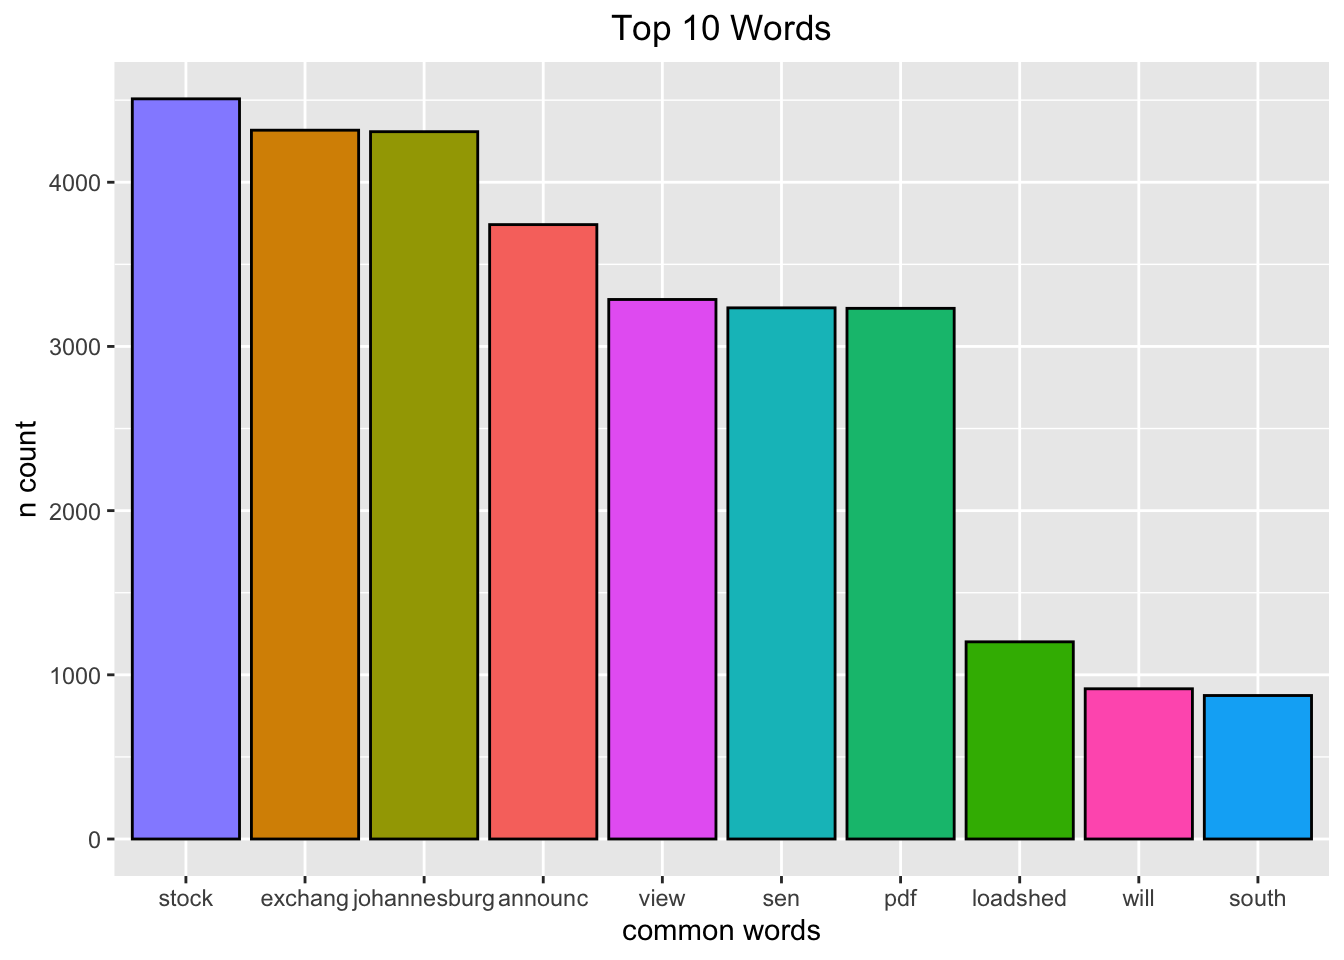 Top 10 Words
n count
4000
3000
2000
1000
0
stock exchang johannesburg announc view sen pdf loadshed will south
common words